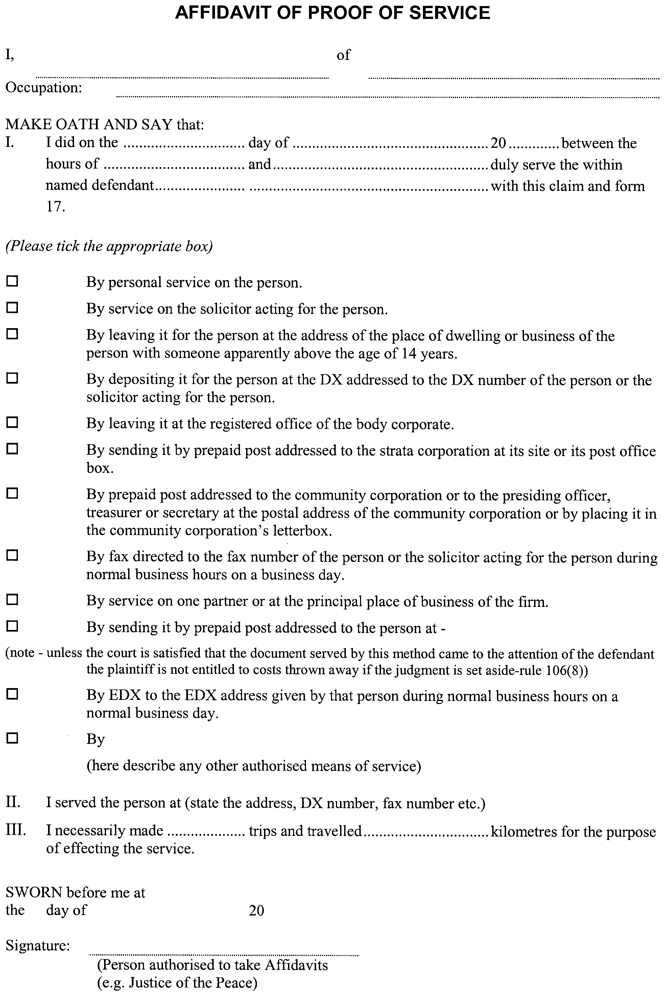 AFFIDAVIT OF PROOF OF SERVICE
I, of
Occupation:
MAKE OATH AND SAY that:
I. I did on the .............................. day of ................................................ 20 ............. between the
hours of ................................... and...................................................... duly serve the within
named defendant...................... ........................................................... with this claim and form
17.
(Please tick the appropriate box)
☐ By personal service on the person.
☐ By service on the solicitor acting for the person.
☐ By leaving it for the person at the address of the place of dwelling or business of the
person with someone apparently above the age of 14 years.
☐ By depositing it for the person at the DX addressed to the DX number of the person or the
solicitor acting for the person.
☐ By leaving it at the registered office of the body corporate.
☐ By sending it by prepaid post addressed to the strata corporation at its site or its post office
box.
☐ By prepaid post addressed to the community corporation or to the presiding officer,
treasurer or secretary at the postal address of the community corporation or by placing it in
the community corporation's letterbox.
☐ By fax directed to the fax number of the person or the solicitor acting for the person during
normal business hours on a business day.
☐ By service on one partner or at the principal place of business of the firm.
☐ By sending it by prepaid post addressed to the person at -
(note - unless the court is satisfied that the document served by this method came to the attention of the defendant
the plaintiff is not entitled to costs thrown away if the judgment is set aside-rule 106(8))
☐ By EDX to the EDX address given by that person during normal business hours on a
normal business day.
☐ By
(here describe any other authorised means of service)
II. I served the person at (state the address, DX number, fax number etc.)
III. I necessarily made .................... trips and travelled................................ kilometres for the purpose
of effecting the service.
SWORN before me at
the day of 20
Signature:
(Person authorised to take Affidavits
(e.g. Justice of the Peace)